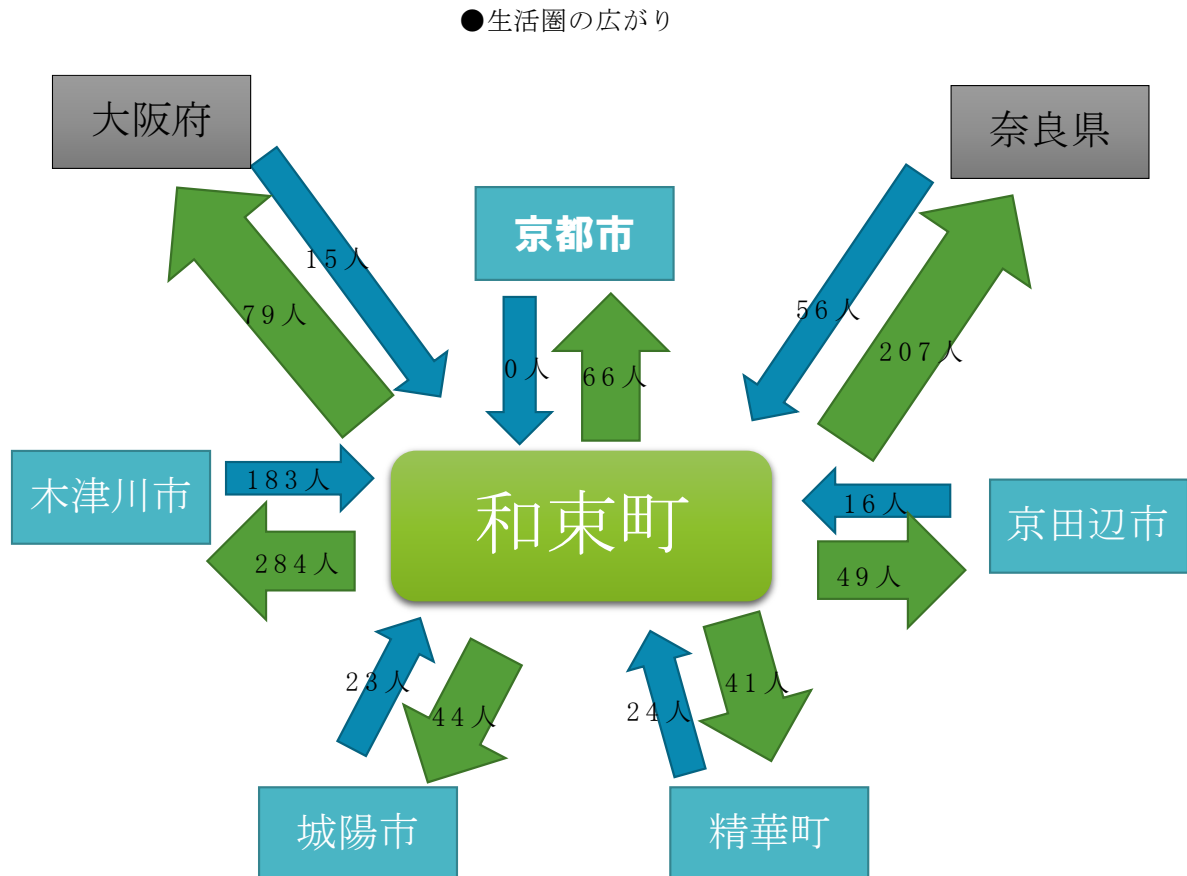 ●生活圏の広がり
大阪府
奈良県
京都市
15人
79人
0人
66人
56人
207人
木津川市
183人
284人
和束町
16人
49人
京田辺市
23人
44人
24人
41人
城陽市
精華町